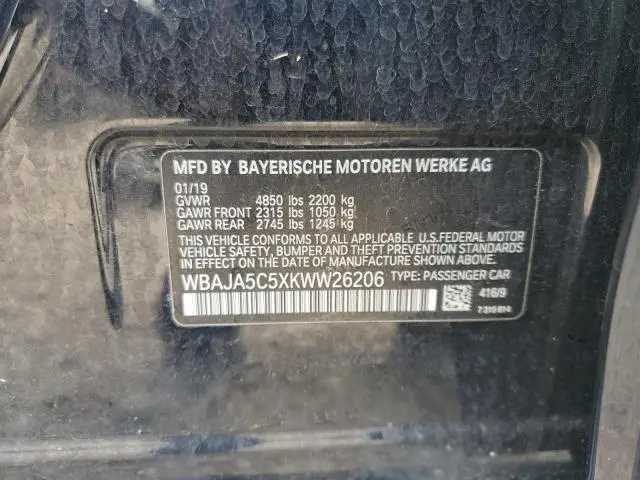 MFD BY BAYERISCHE MOTOREN WERKE AG
01/19
GVWR 4850 lbs 2200 kg
GAWR FRONT 2315 lbs 1050 kg
GAWR REAR 2745 lbs 1245 kg
THIS VEHICLE CONFORMS TO ALL APPLICABLE U.S.FEDERAL MOTOR
VEHICLE SAFETY, BUMPER AND THEFT PREVENTION STANDARDS
IN EFFECT ON THE DATE OF MANUFACTURE SHOWN ABOVE.
WBAJA5C5XKWW26206 TYPE: PASSENGER CAR
416/9
7315814